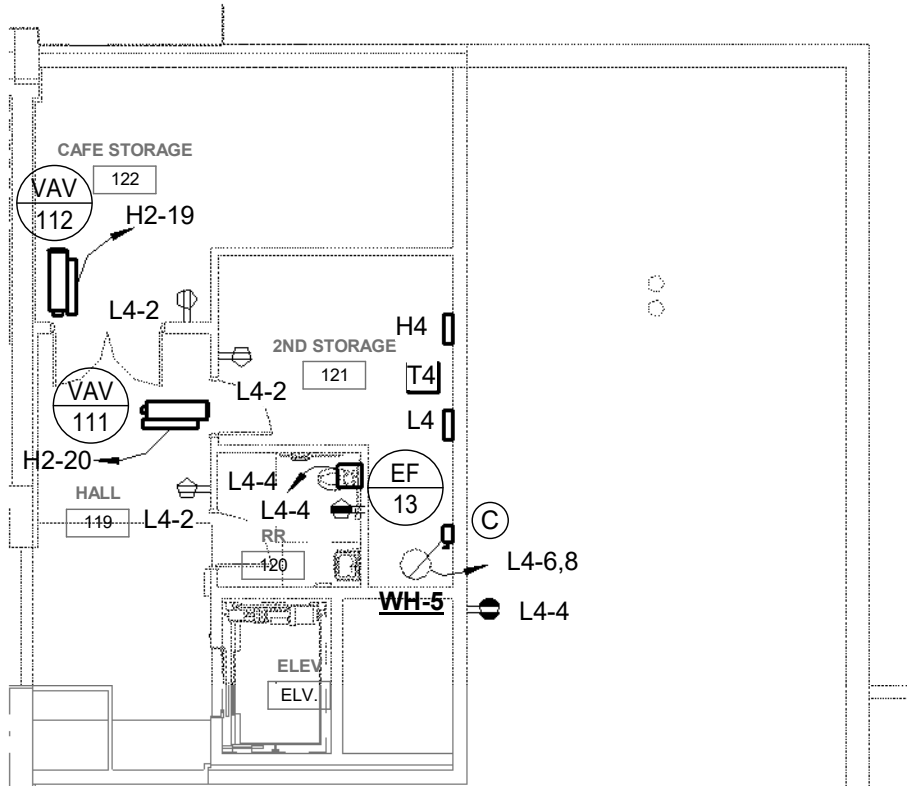 CAFE STORAGE
122
VAV
112
H2-19
L4-2
H4
2ND STORAGE
121
T4
VAV
111
L4-2
L4
H2-20
EF
13
L4-4
L4-4
HALL
119
L4-2
C
RR
120
L4-6,8
WH-5
L4-4
ELEV
ELV.